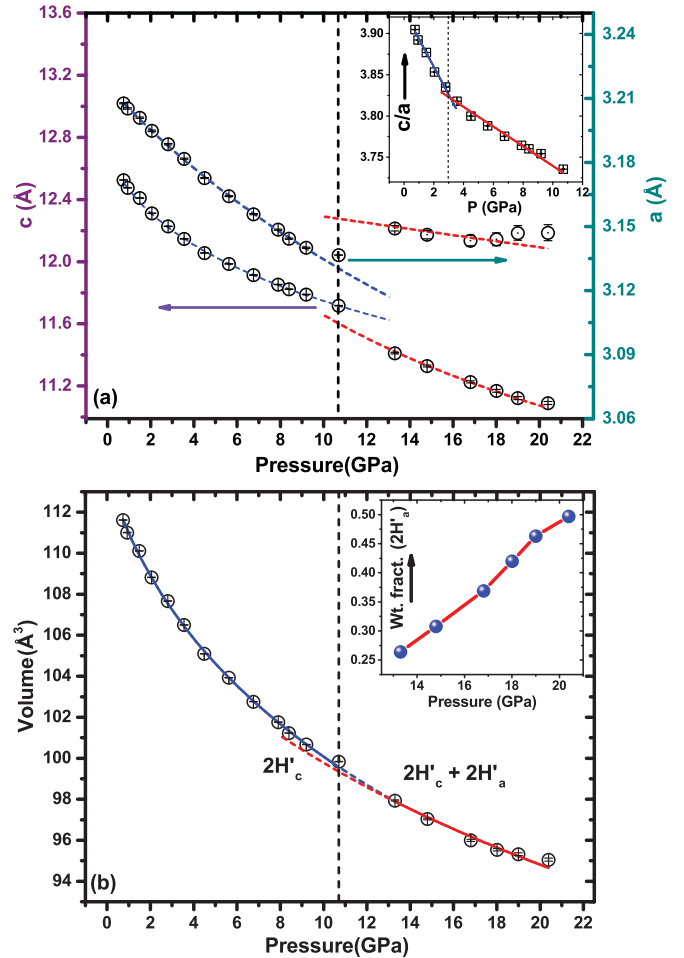 13.6
13.2
12.8
12.4
12.0
11.6
11.2
c (Å)
3.24
3.21
3.18
3.15
3.12
3.09
3.06
a (Å)
3.90
3.85
3.80
3.75
c/a
0 2 4 6 8 10 12
P (GPa)
(a)
0 2 4 6 8 10 12 14 16 18 20 22
Pressure(GPa)
112
110
108
106
104
102
100
98
96
94
Volume(Å³)
0.50
0.45
0.40
0.35
0.30
0.25
Wt. fract. (2H'a)
14 16 18 20
Pressure (GPa)
2H'c
2H'c + 2H'a
(b)
0 2 4 6 8 10 12 14 16 18 20 22
Pressure(GPa)